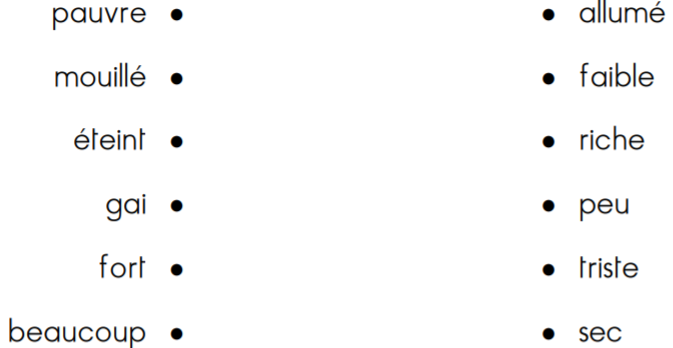 pauvre • • allumé
mouillé • • faible
éteint • • riche
gai • • peu
fort • • triste
beaucoup • • sec